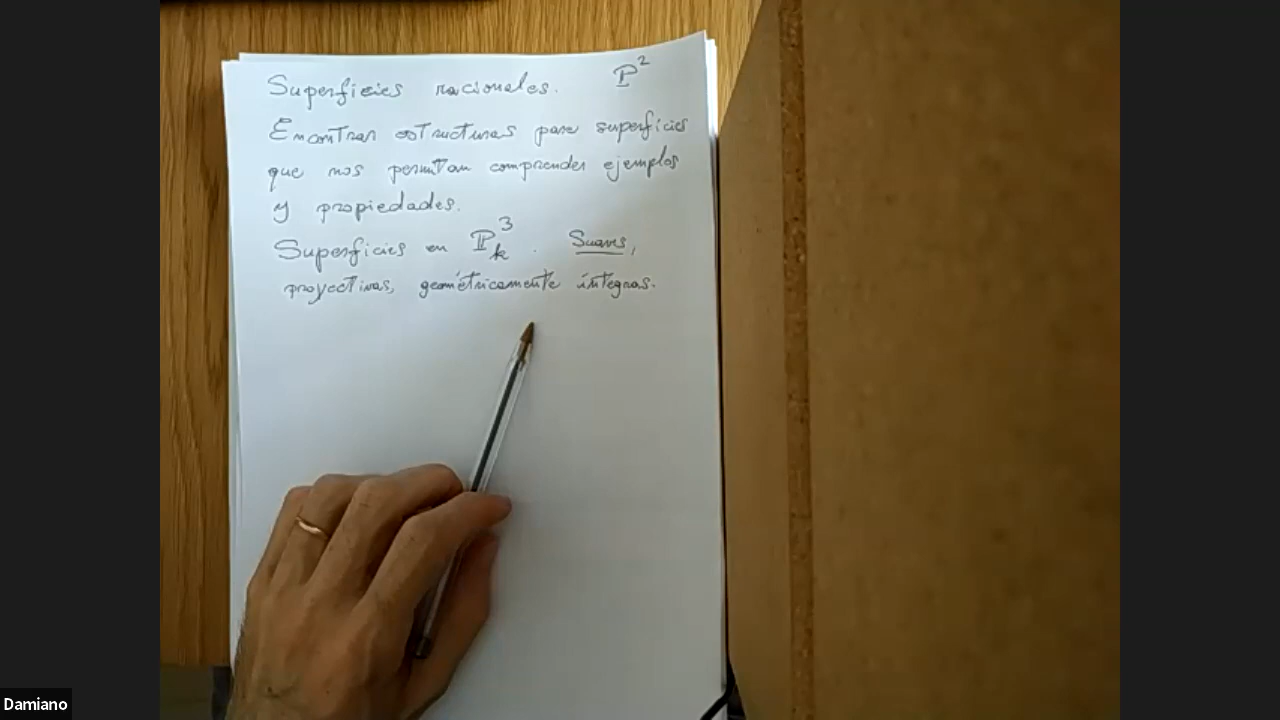 Superficies racionales. ℙ²
Encontrar estructuras para superficies
que nos permitan comprender ejemplos
y propiedades.
Superficies en ℙ³ₖ. Suaves,
proyectivas, geométricamente íntegras.
Damiano